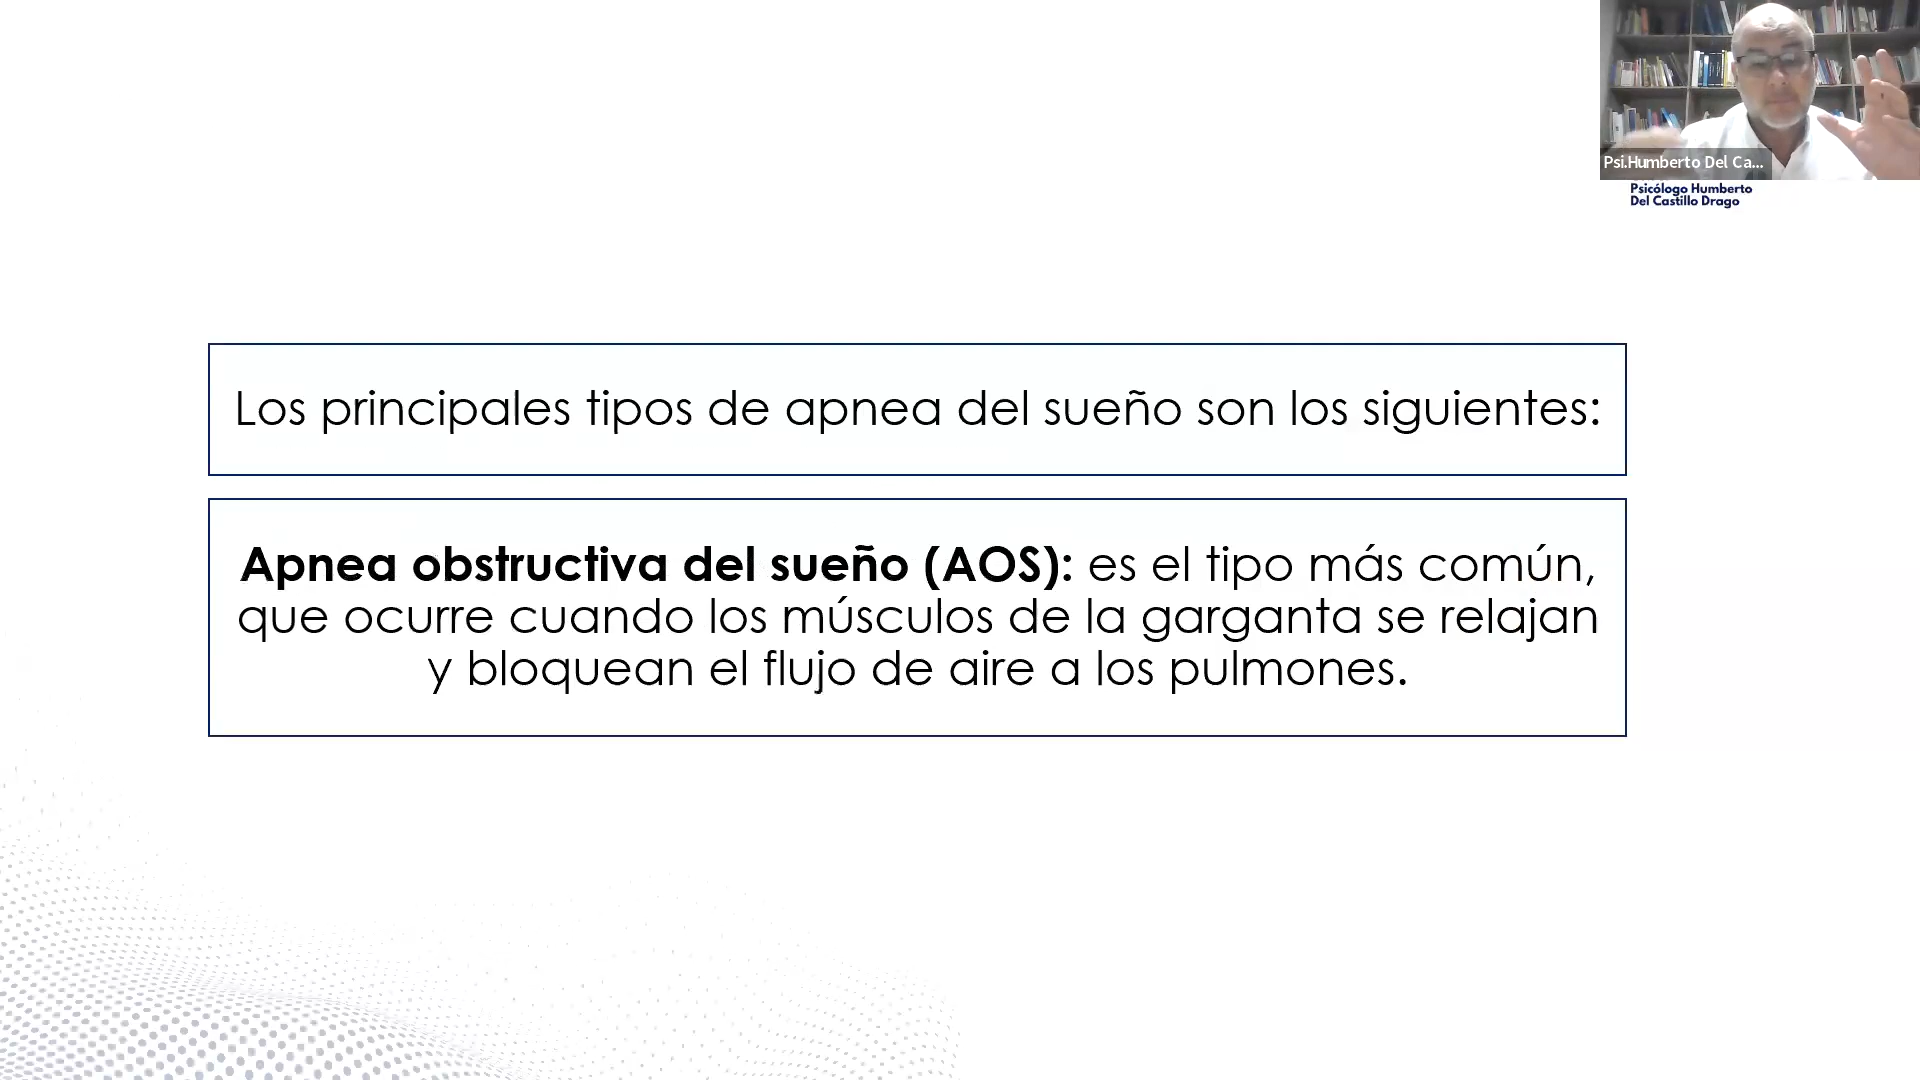 Psi.Humberto Del Ca...
Psicólogo Humberto
Del Castillo Drago
Los principales tipos de apnea del sueño son los siguientes:
Apnea obstructiva del sueño (AOS): es el tipo más común,
que ocurre cuando los músculos de la garganta se relajan
y bloquean el flujo de aire a los pulmones.